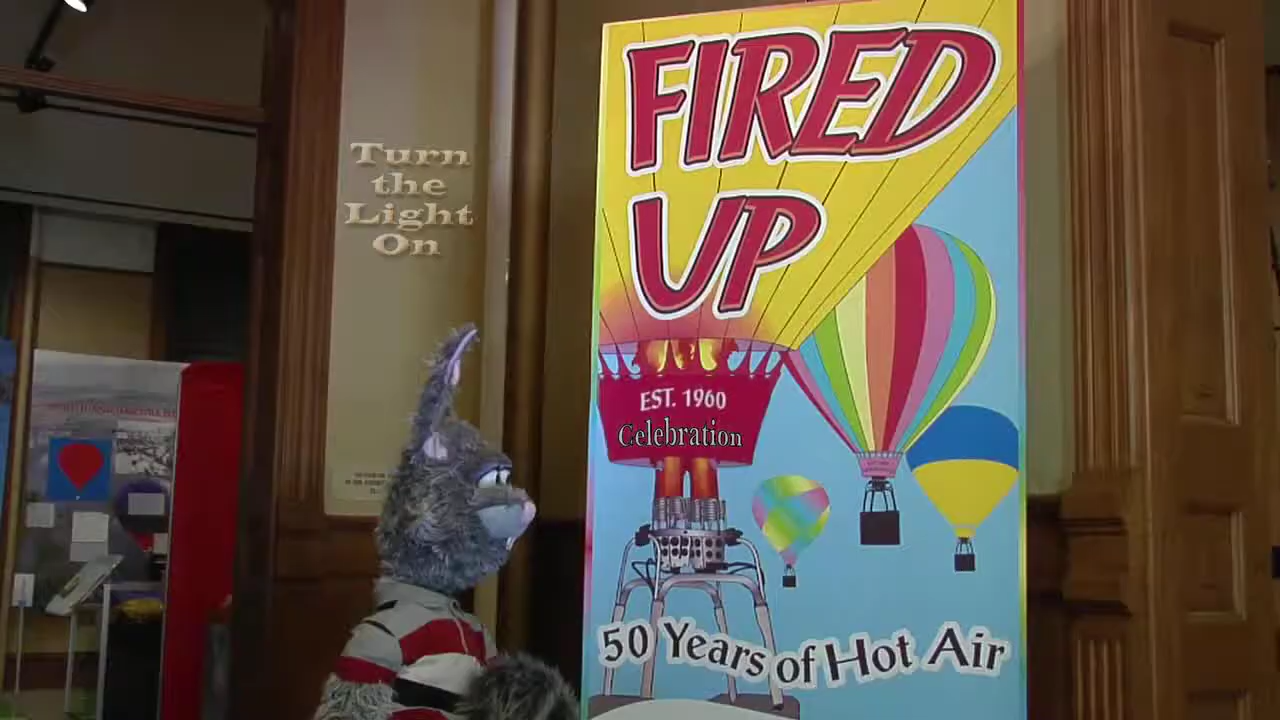 Turn
the
Light
On
FIRED
UP
EST. 1960
Celebration
50 Years of Hot Air